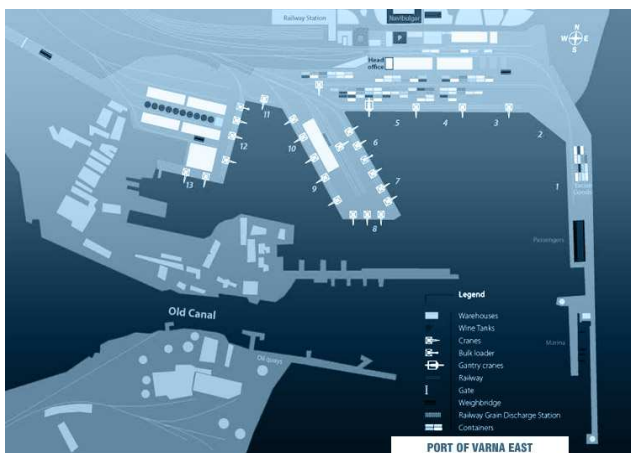 Railway Station
Navibulgar
P
N
W E
S
Head
office
11
5
4
3
2
10
12
6
1
9
7
13
8
Passengers
Old Canal
Marina
Oil quays
Legend
Warehouses
Wine Tanks
Cranes
Bulk loader
Gantry cranes
Railway
Gate
Weighbridge
Railway Grain Discharge Station
Containers
PORT OF VARNA EAST